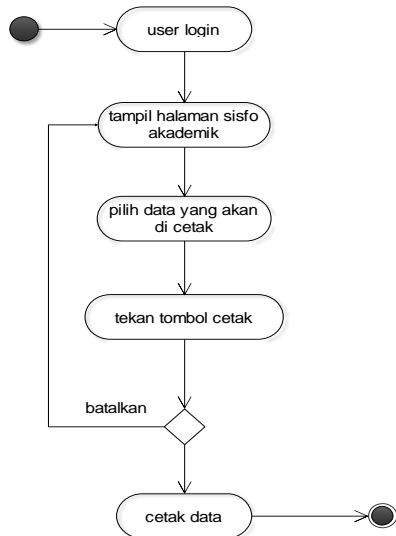 user login
tampil halaman sisfo
akademik
pilih data yang akan
di cetak
tekan tombol cetak
batalkan
cetak data